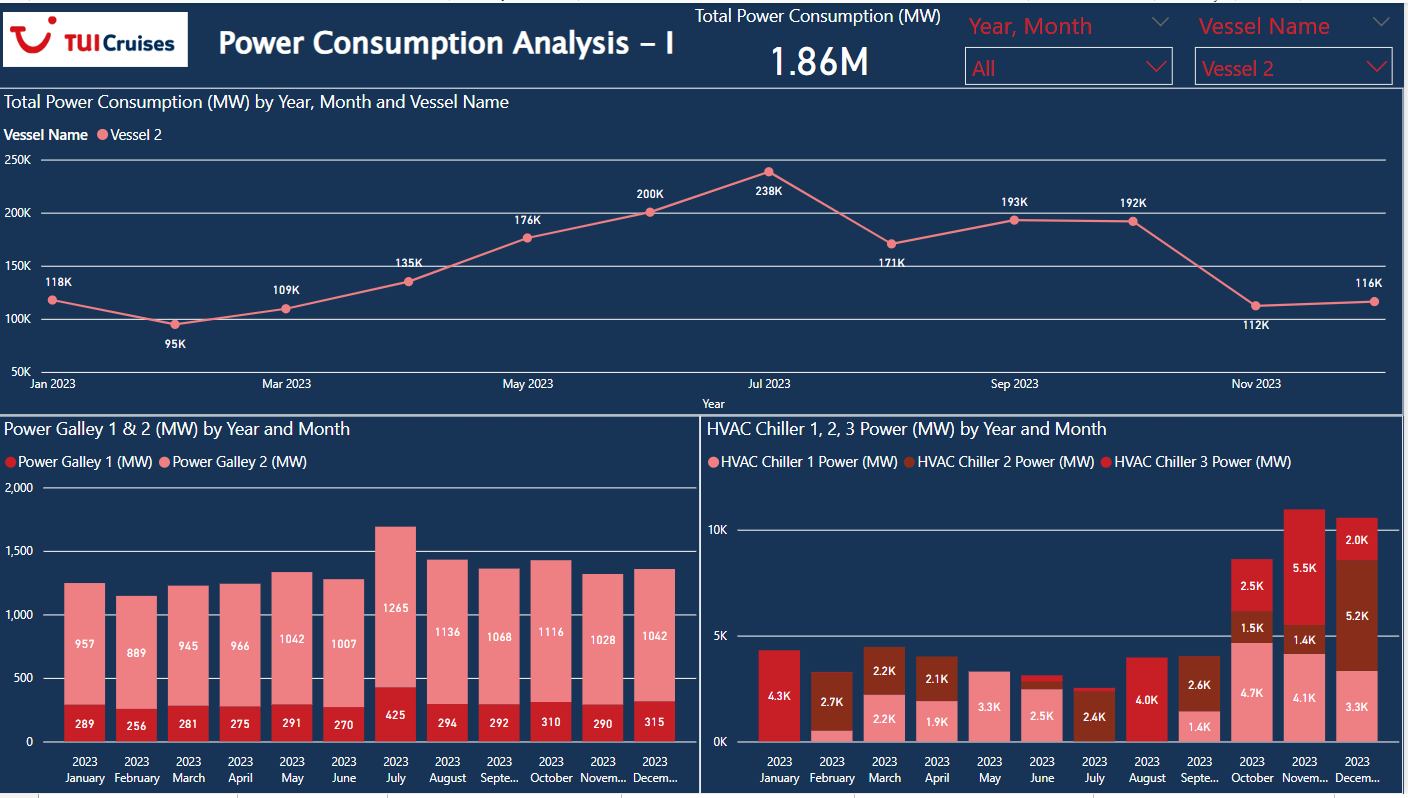 TUI Cruises
Power Consumption Analysis – I
Total Power Consumption (MW)
1.86M
Year, Month
All
Vessel Name
Vessel 2
Total Power Consumption (MW) by Year, Month and Vessel Name
Vessel Name Vessel 2
250K
200K
150K
100K
50K
118K
95K
109K
135K
176K
200K
238K
171K
193K
192K
112K
116K
Jan 2023 Mar 2023 May 2023 Jul 2023 Sep 2023 Nov 2023
Year
Power Galley 1 & 2 (MW) by Year and Month
Power Galley 1 (MW) Power Galley 2 (MW)
2,000
1,500
1,000
500
0
957 889 945 966 1042 1007 1265 1136 1068 1116 1028 1042
289 256 281 275 291 270 425 294 292 310 290 315
2023 2023 2023 2023 2023 2023 2023 2023 2023 2023 2023 2023
January February March April May June July August Septe... October Novem... Decem...
HVAC Chiller 1, 2, 3 Power (MW) by Year and Month
HVAC Chiller 1 Power (MW) HVAC Chiller 2 Power (MW) HVAC Chiller 3 Power (MW)
10K
5K
0K
4.3K
2.7K
2.2K
2.2K
2.1K
1.9K
3.3K
2.5K
2.4K
4.0K
2.6K
1.4K
2.5K
1.5K
4.7K
5.5K
1.4K
4.1K
2.0K
5.2K
3.3K
2023 2023 2023 2023 2023 2023 2023 2023 2023 2023 2023 2023
January February March April May June July August Septe... October Novem... Decem...